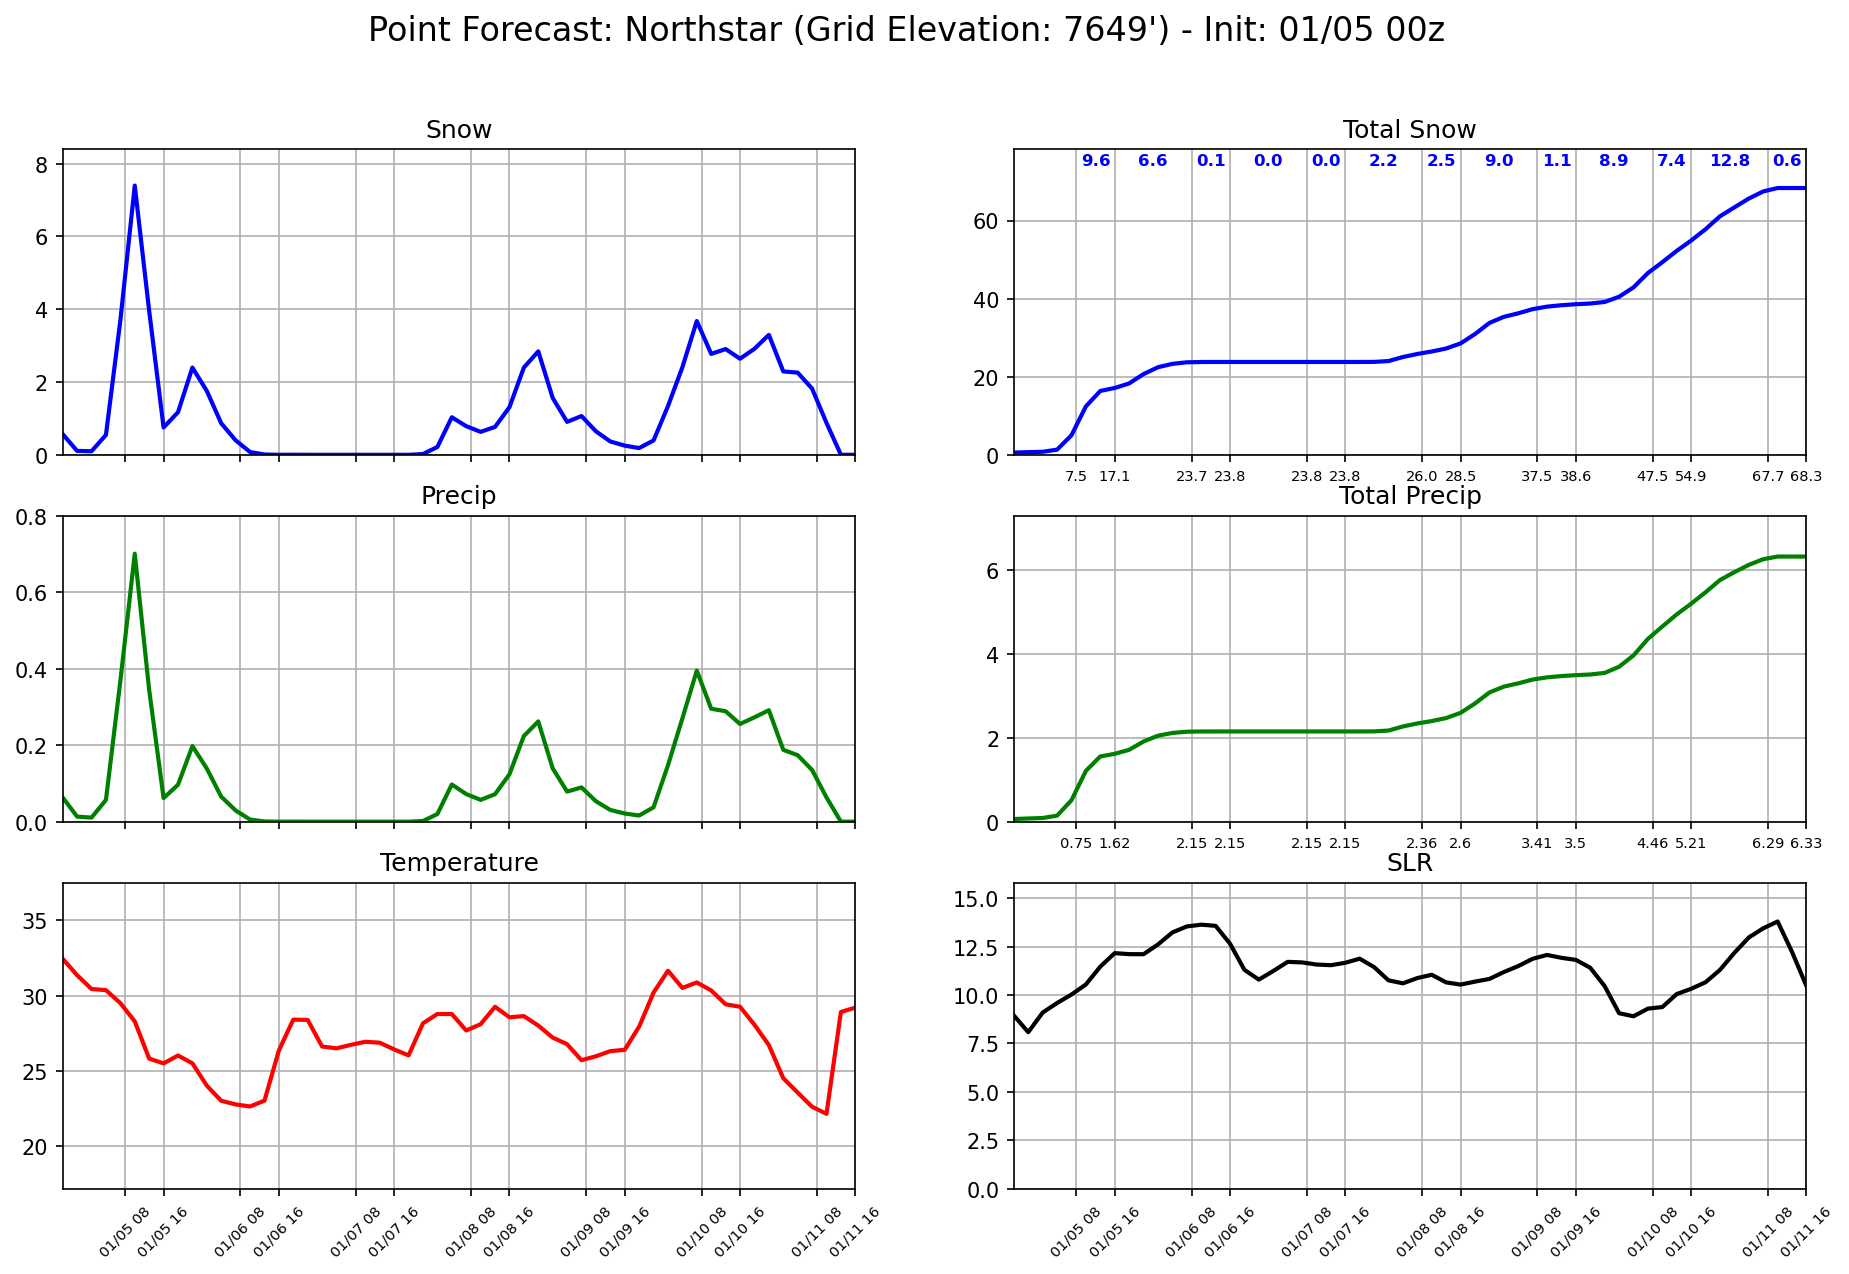 Point Forecast: Northstar (Grid Elevation: 7649') - Init: 01/05 00z
Snow
8
6
4
2
0
Total Snow
9.6 6.6 0.1 0.0 0.0 2.2 2.5 9.0 1.1 8.9 7.4 12.8 0.6
60
40
20
0
7.5 17.1 23.7 23.8 23.8 23.8 26.0 28.5 37.5 38.6 47.5 54.9 67.7 68.3
Precip
0.8
0.6
0.4
0.2
0.0
Total Precip
6
4
2
0
0.75 1.62 2.15 2.15 2.15 2.15 2.36 2.6 3.41 3.5 4.46 5.21 6.29 6.33
Temperature
35
30
25
20
01/05 08 01/05 16 01/06 08 01/06 16 01/07 08 01/07 16 01/08 08 01/08 16 01/09 08 01/09 16 01/10 08 01/10 16 01/11 08 01/11 16
SLR
15.0
12.5
10.0
7.5
5.0
2.5
0.0
01/05 08 01/05 16 01/06 08 01/06 16 01/07 08 01/07 16 01/08 08 01/08 16 01/09 08 01/09 16 01/10 08 01/10 16 01/11 08 01/11 16